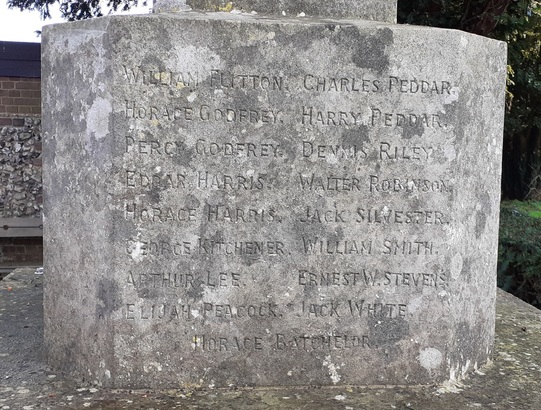 William Flitton. Charles Peddar.
Horace Godfrey. Harry Peddar.
Percy Godfrey. Dennis Riley.
Edgar Harris. Walter Robinson.
Horace Harris. Jack Silvester.
George Kitchener. William Smith.
Arthur Lee. Ernest W. Stevens.
Elijah Peacock. Jack White.
Horace Batchelor.